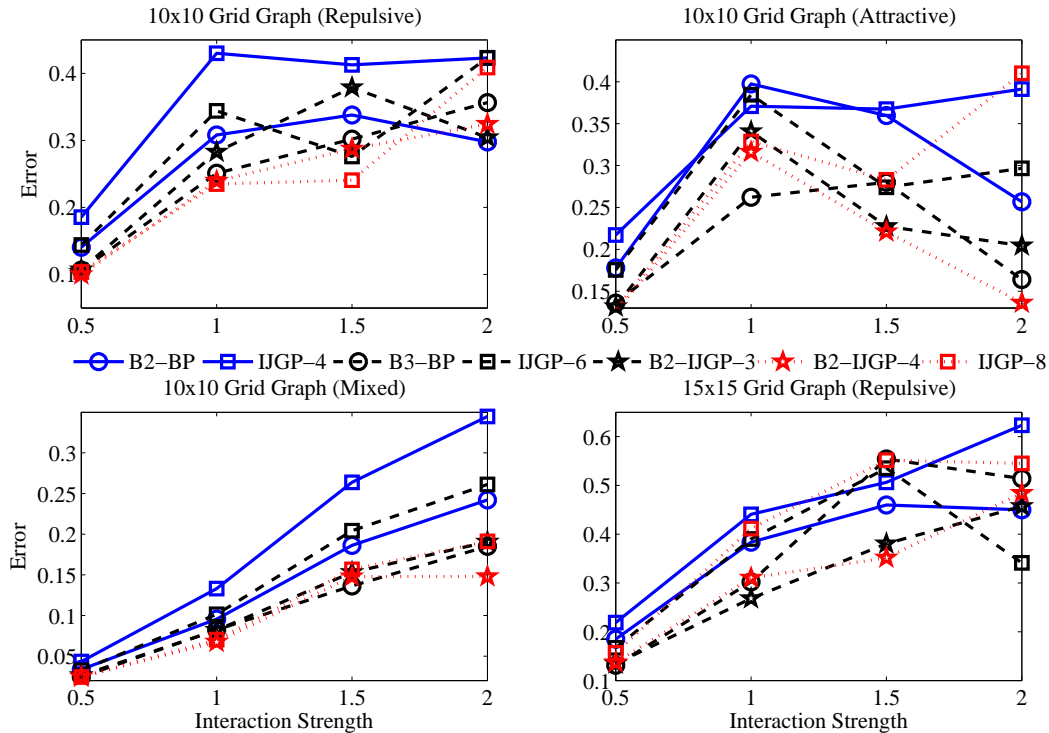 10x10 Grid Graph (Repulsive)
10x10 Grid Graph (Attractive)
Error
0.4
0.3
0.2
0.1
0.5 1 1.5 2
0.4
0.35
0.3
0.25
0.2
0.15
0.5 1 1.5 2
B2−BP IJGP−4 B3−BP IJGP−6 B2−IJGP−3 B2−IJGP−4 IJGP−8
10x10 Grid Graph (Mixed)
15x15 Grid Graph (Repulsive)
Error
0.3
0.25
0.2
0.15
0.1
0.05
0.5 1 1.5 2
Interaction Strength
0.6
0.5
0.4
0.3
0.2
0.1
0.5 1 1.5 2
Interaction Strength